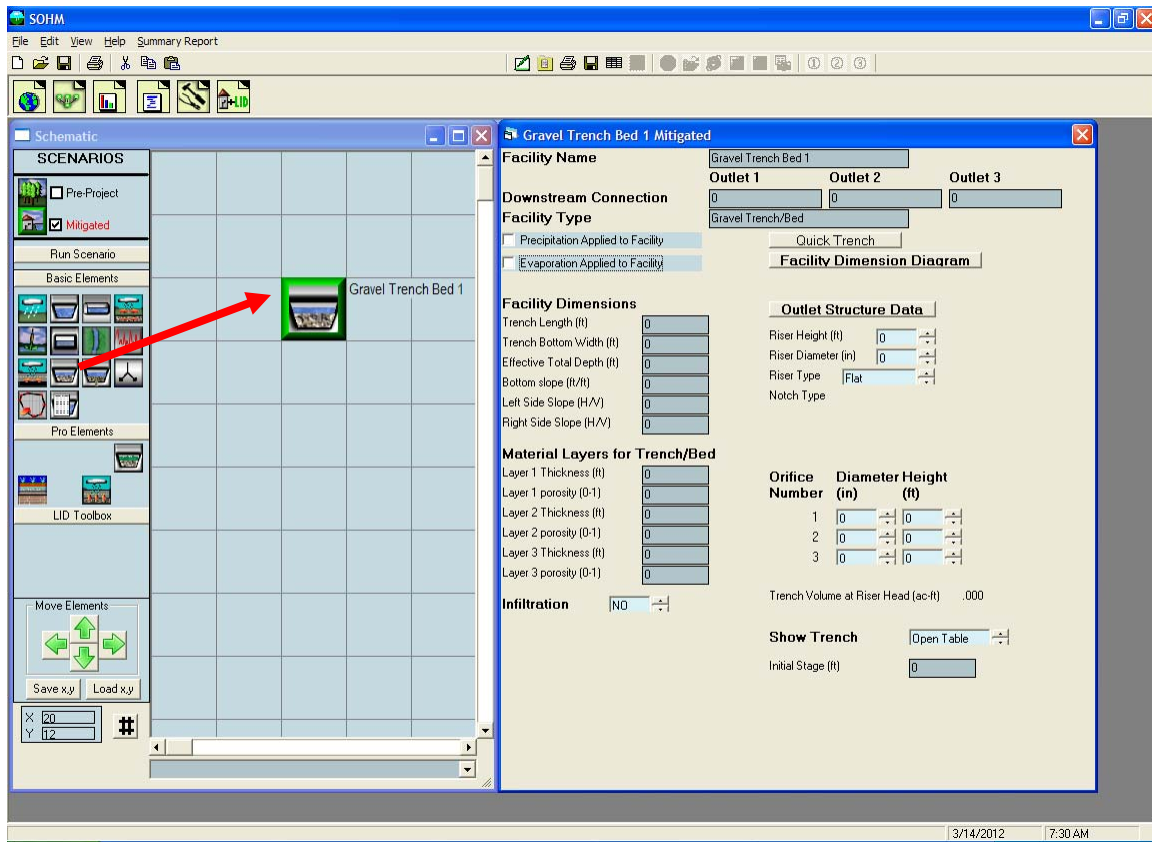 SOHM
File Edit View Help Summary Report
Schematic
SCENARIOS
Pre-Project
Mitigated
Run Scenario
Basic Elements
Pro Elements
LID Toolbox
Move Elements
Save x,y Load x,y
X 20
Y 12
#
Gravel Trench Bed 1
Gravel Trench Bed 1 Mitigated
Facility Name Gravel Trench Bed 1
Outlet 1 Outlet 2 Outlet 3
Downstream Connection 0 0 0
Facility Type Gravel Trench/Bed
Precipitation Applied to Facility Quick Trench
Evaporation Applied to Facility Facility Dimension Diagram
Facility Dimensions
Trench Length (ft) 0
Trench Bottom Width (ft) 0
Effective Total Depth (ft) 0
Bottom slope (ft/ft) 0
Left Side Slope (H/V) 0
Right Side Slope (H/V) 0
Material Layers for Trench/Bed
Layer 1 Thickness (ft) 0
Layer 1 porosity (0-1) 0
Layer 2 Thickness (ft) 0
Layer 2 porosity (0-1) 0
Layer 3 Thickness (ft) 0
Layer 3 porosity (0-1) 0
Infiltration NO
Outlet Structure Data
Riser Height (ft) 0
Riser Diameter (in) 0
Riser Type Flat
Notch Type
Orifice Diameter Height
Number (in) (ft)
1 0 0
2 0 0
3 0 0
Trench Volume at Riser Head (ac-ft) .000
Show Trench Open Table
Initial Stage (ft) 0
3/14/2012 7:30 AM